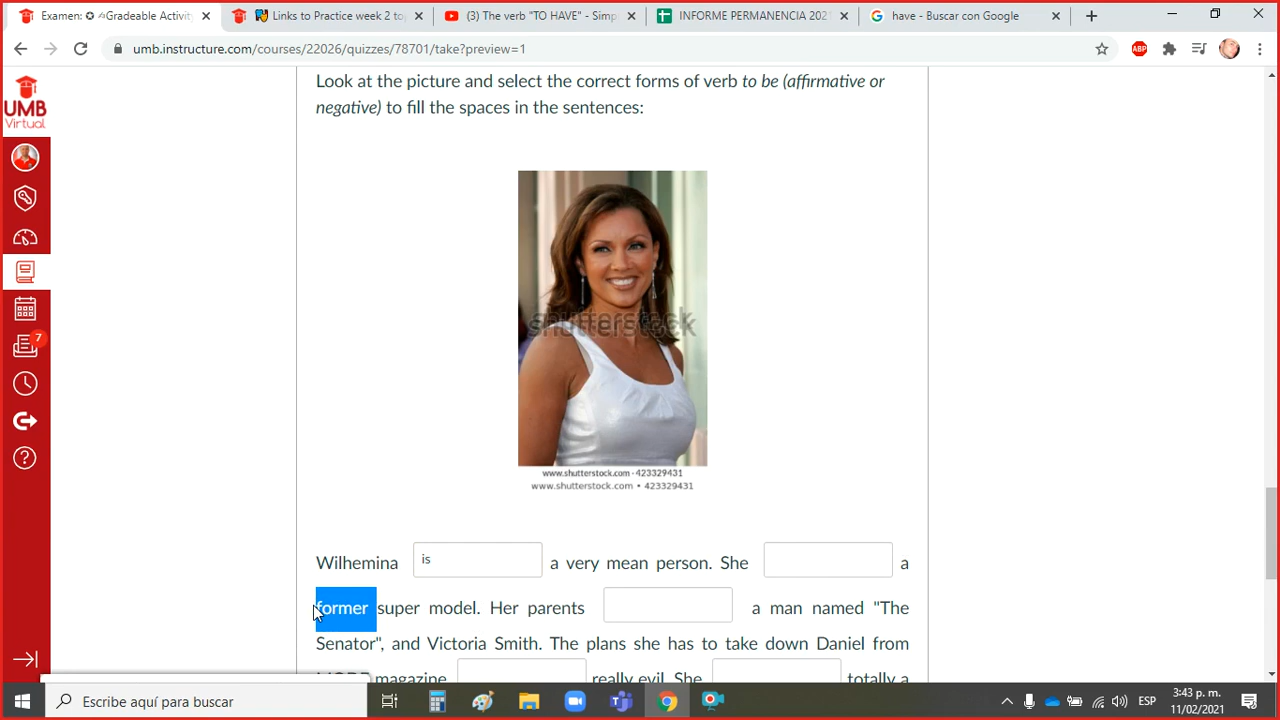 Examen: ✪ ✍Gradeable Activit
Links to Practice week 2 to
(3) The verb "TO HAVE" - Simp
INFORME PERMANENCIA 202
have - Buscar con Google
umb.instructure.com/courses/22026/quizzes/78701/take?preview=1
ABP
UMB
Virtual
7
Look at the picture and select the correct forms of verb to be (affirmative or
negative) to fill the spaces in the sentences:
shutterstock
www.shutterstock.com · 423329431
www.shutterstock.com • 423329431
Wilhemina is a very mean person. She a
former super model. Her parents a man named "The
Senator", and Victoria Smith. The plans she has to take down Daniel from
MODE magazine really evil. She totally a
Escribe aquí para buscar
ESP
3:43 p. m.
11/02/2021